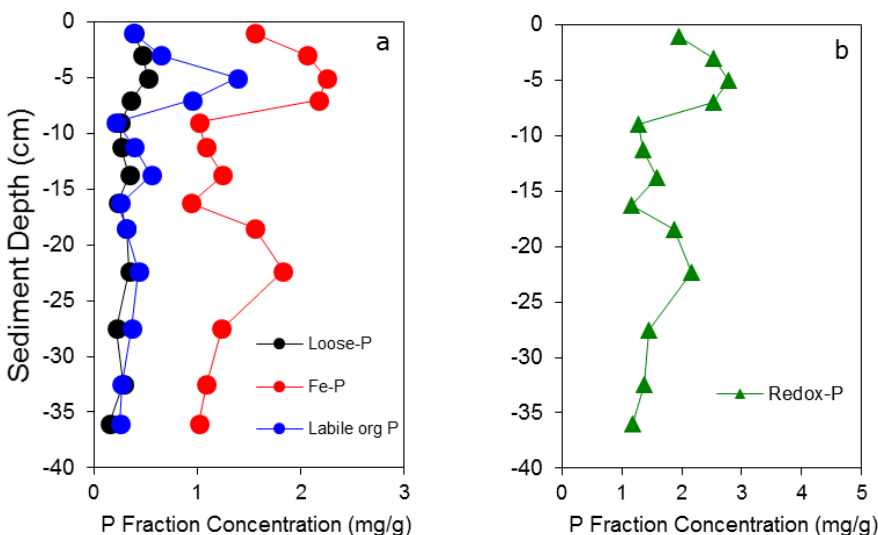 a
0
-5
-10
-15
-20
-25
-30
-35
-40
Sediment Depth (cm)
Loose-P
Fe-P
Labile org P
0 1 2 3
P Fraction Concentration (mg/g)
b
0
-5
-10
-15
-20
-25
-30
-35
-40
Redox-P
0 1 2 3 4 5
P Fraction Concentration (mg/g)